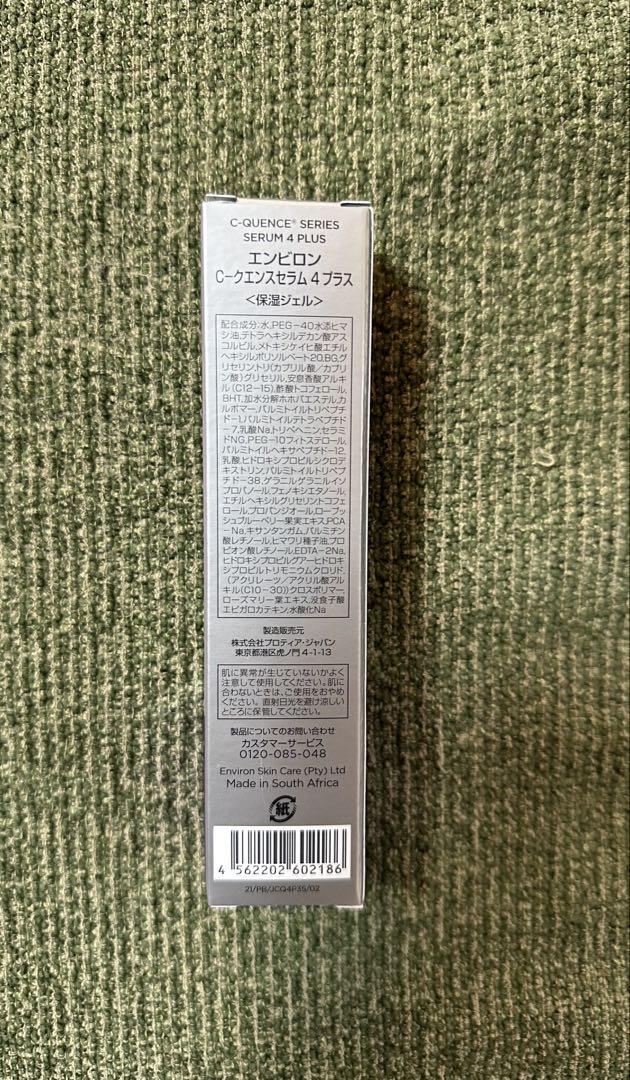 C-QUENCE® SERIES
SERUM 4 PLUS
エンビロン
C-クエンスセラム 4 プラス
<保湿ジェル>
配合成分:水,PEG-40水添ヒマ
シ油,テトラヘキシルデカン酸アス
コルビル,メトキシケイヒ酸エチル
ヘキシル,ポリソルベート20,BG,グ
リセリン,トリ(カプリル酸/カプリ
ン酸)グリセリル,安息香酸アルキ
ル(C12-15),酢酸トコフェロール,
BHT,加水分解ホホバエステル,カ
ルボマー,パルミトイルトリペプチ
ド-1,パルミトイルテトラペプチド
-7,乳酸Na,トリベヘニン,セラミ
ドNG,PEG-10フィトステロール,
パルミトイルヘキサペプチド-12,
乳酸,ヒドロキシプロピルシクロデ
キストリン,パルミトイルトリペプ
チド-38,ゲラニルゲラニルイソ
プロパノール,フェノキシエタノール,
エチルヘキシルグリセリントコフェ
ロール,プロパンジオール,ローブッ
シュブルーベリー果実エキス,PCA
-Na,キサンタンガム,パルミチン
酸レチノール,ヒマワリ種子油,プロ
ピオン酸レチノール,EDTA-2Na,
ヒドロキシプロピルグアーヒドロキ
シプロピルトリモニウムクロリド,
(アクリレーツ/アクリル酸アル
キル(C10-30))クロスポリマー,
ローズマリー葉エキス,没食子酸
エピガロカテキン,水酸化Na
製造販売元
株式会社プロティア・ジャパン
東京都港区虎ノ門 4-1-13
肌に異常が生じていないかよく
注意して使用してください。肌に
合わないときは、ご使用をおやめ
ください。直射日光を避け涼しい
ところに保管してください。
製品についてのお問い合わせ
カスタマーサービス
0120-085-048
Environ Skin Care (Pty) Ltd
Made in South Africa
紙
4 562202 602186
21/PB/JCQ4P35/02